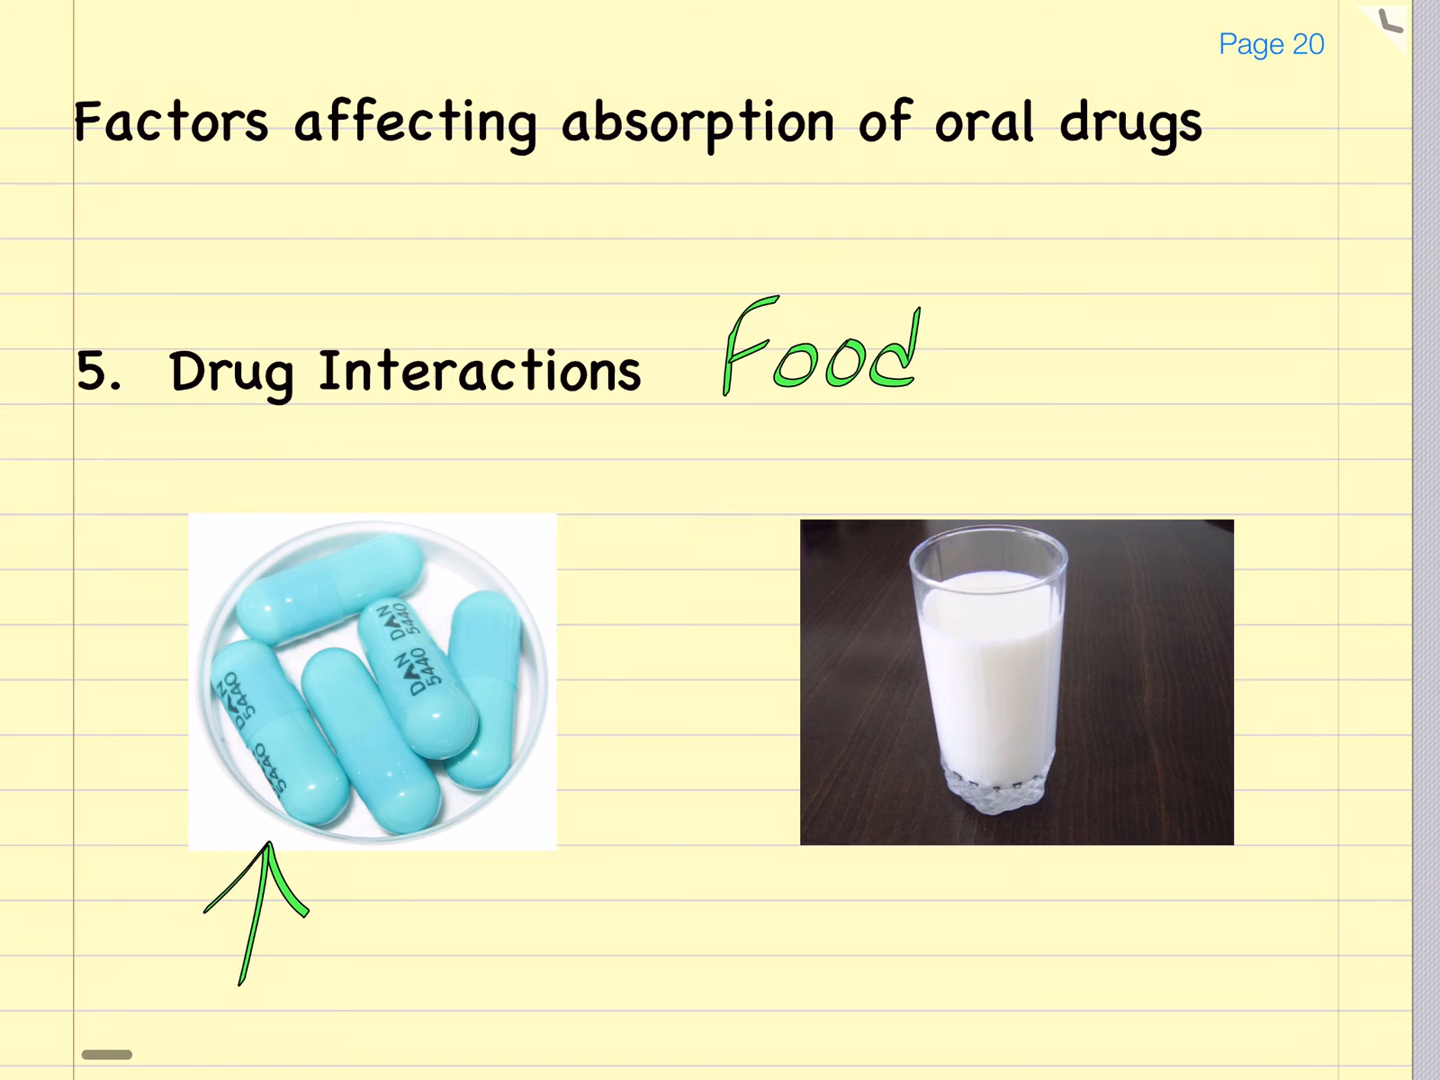 Page 20
Factors affecting absorption of oral drugs
5. Drug Interactions Food
DAN
5440
DAN
5440
DAN
5440
5440